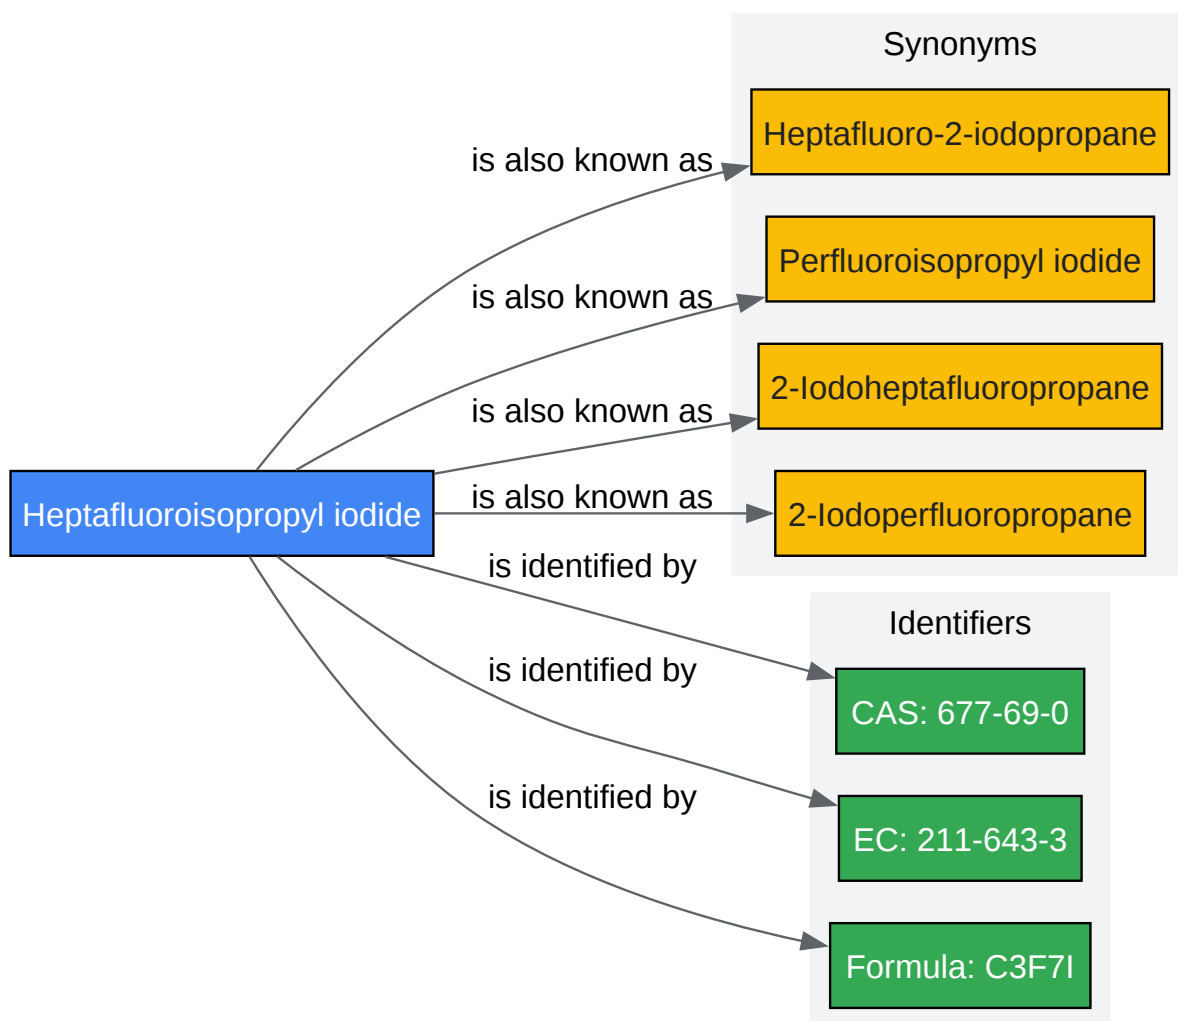 Synonyms
Heptafluoro-2-iodopropane
is also known as
Perfluoroisopropyl iodide
is also known as
2-Iodoheptafluoropropane
is also known as
Heptafluoroisopropyl iodide
is also known as
2-Iodoperfluoropropane
is identified by
Identifiers
is identified by
CAS: 677-69-0
is identified by
EC: 211-643-3
Formula: C3F7I